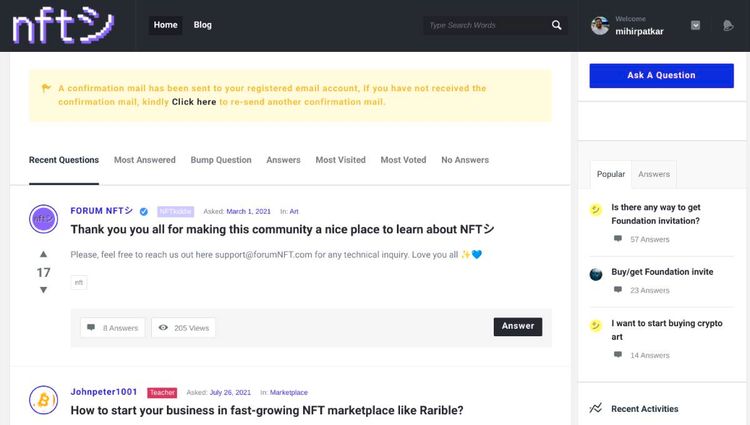 nftシ
Home
Blog
Type Search Words
Welcome
mihirpatkar
A confirmation mail has been sent to your registered email account, If you have not received the
confirmation mail, kindly Click here to re-send another confirmation mail.
Ask A Question
Recent Questions
Most Answered
Bump Question
Answers
Most Visited
Most Voted
No Answers
Popular
Answers
FORUM NFTシ
NFTkiddie
Asked: March 1, 2021
In: Art
Thank you you all for making this community a nice place to learn about NFTシ
17
Please, feel free to reach us out here support@forumNFT.com for any technical inquiry. Love you all ✨💙
nft
8 Answers
205 Views
Answer
Is there any way to get
Foundation invitation?
57 Answers
Buy/get Foundation invite
23 Answers
I want to start buying crypto
art
14 Answers
Johnpeter1001
Teacher
Asked: July 26, 2021
In: Marketplace
How to start your business in fast-growing NFT marketplace like Rarible?
Recent Activities